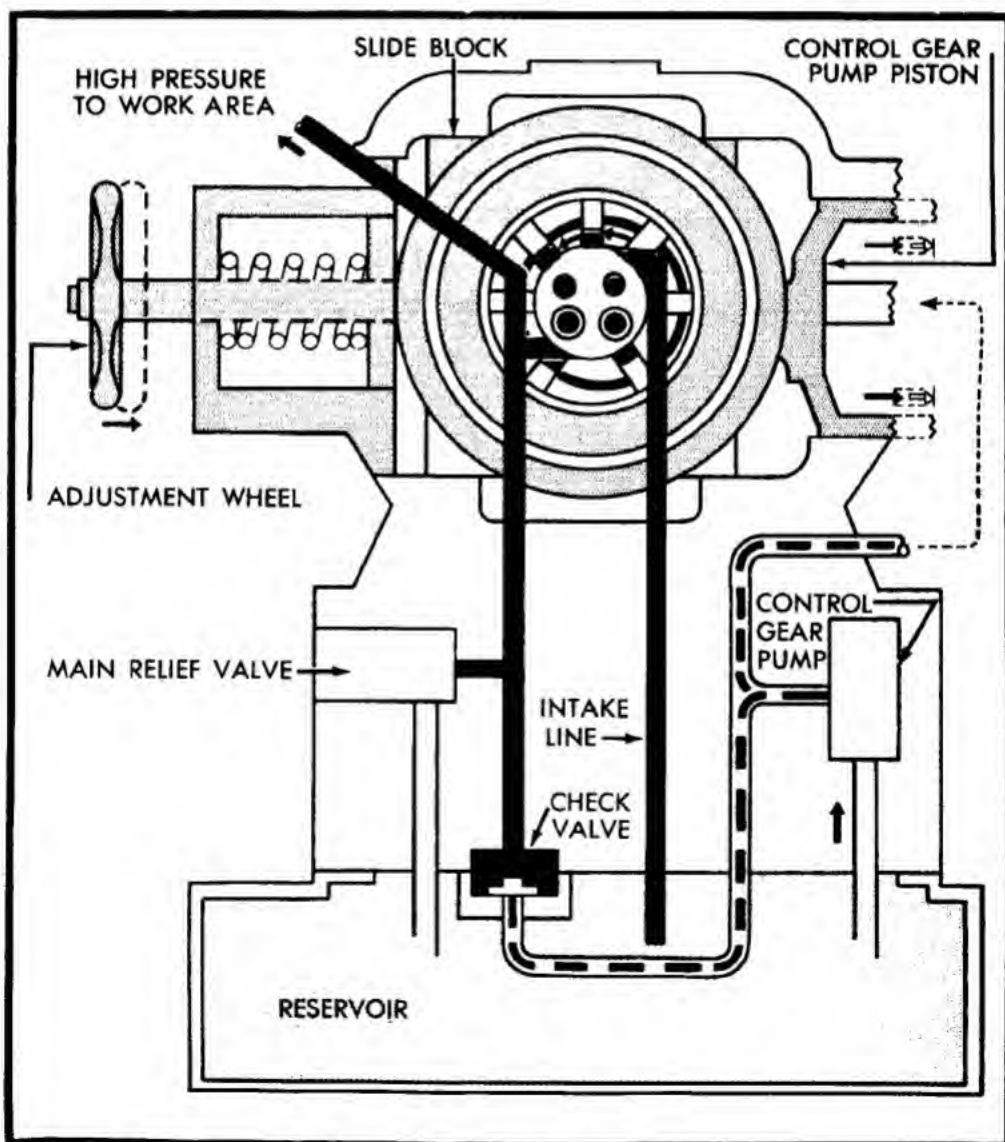 SLIDE BLOCK
CONTROL GEAR
PUMP PISTON
HIGH PRESSURE
TO WORK AREA
ADJUSTMENT WHEEL
CONTROL
GEAR
PUMP
MAIN RELIEF VALVE
INTAKE
LINE
CHECK
VALVE
RESERVOIR